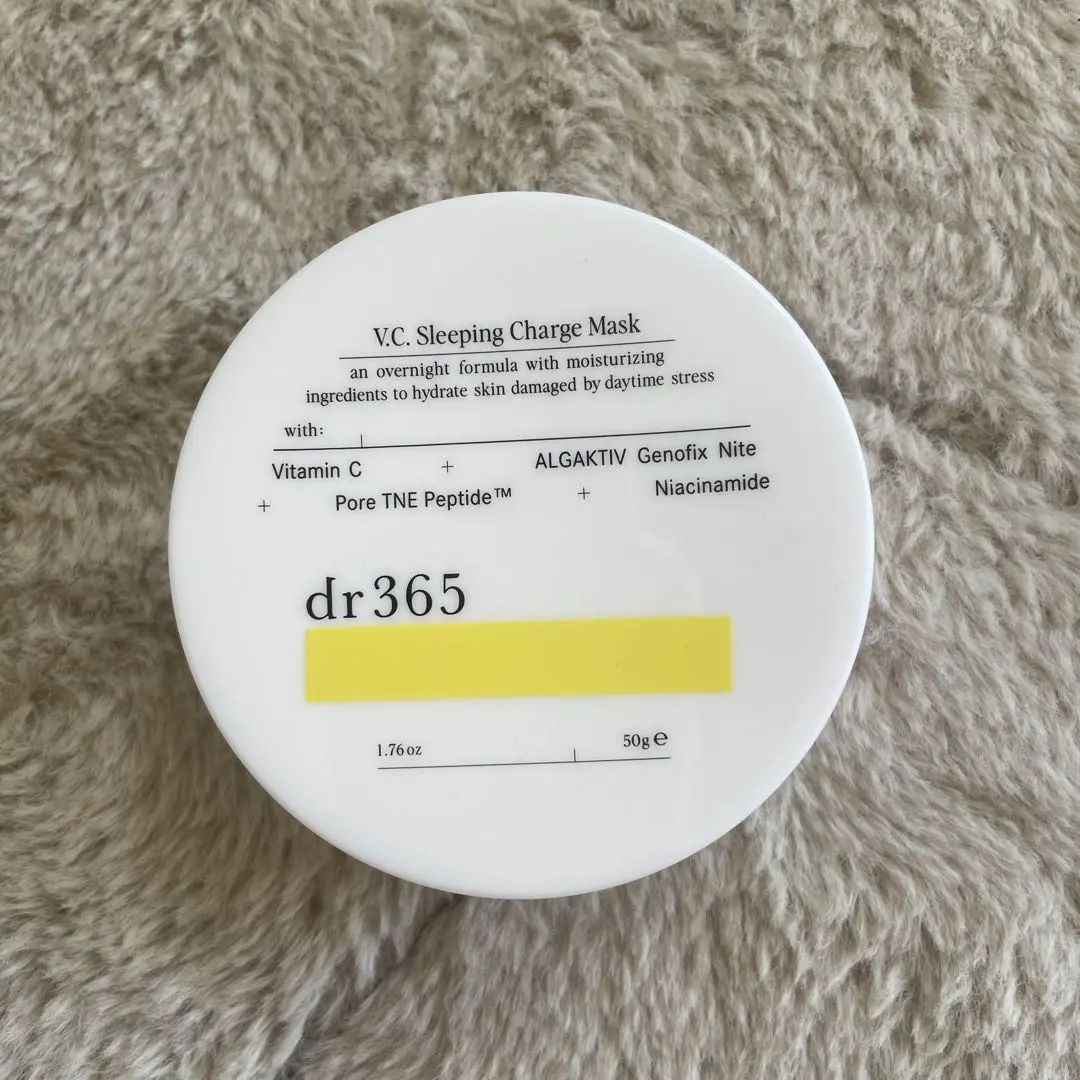 V.C. Sleeping Charge Mask
an overnight formula with moisturizing
ingredients to hydrate skin damaged by daytime stress
with:
Vitamin C + ALGAKTIV Genofix Nite
+ Pore TNE Peptide™ + Niacinamide
dr365
1.76 oz 50g ℮